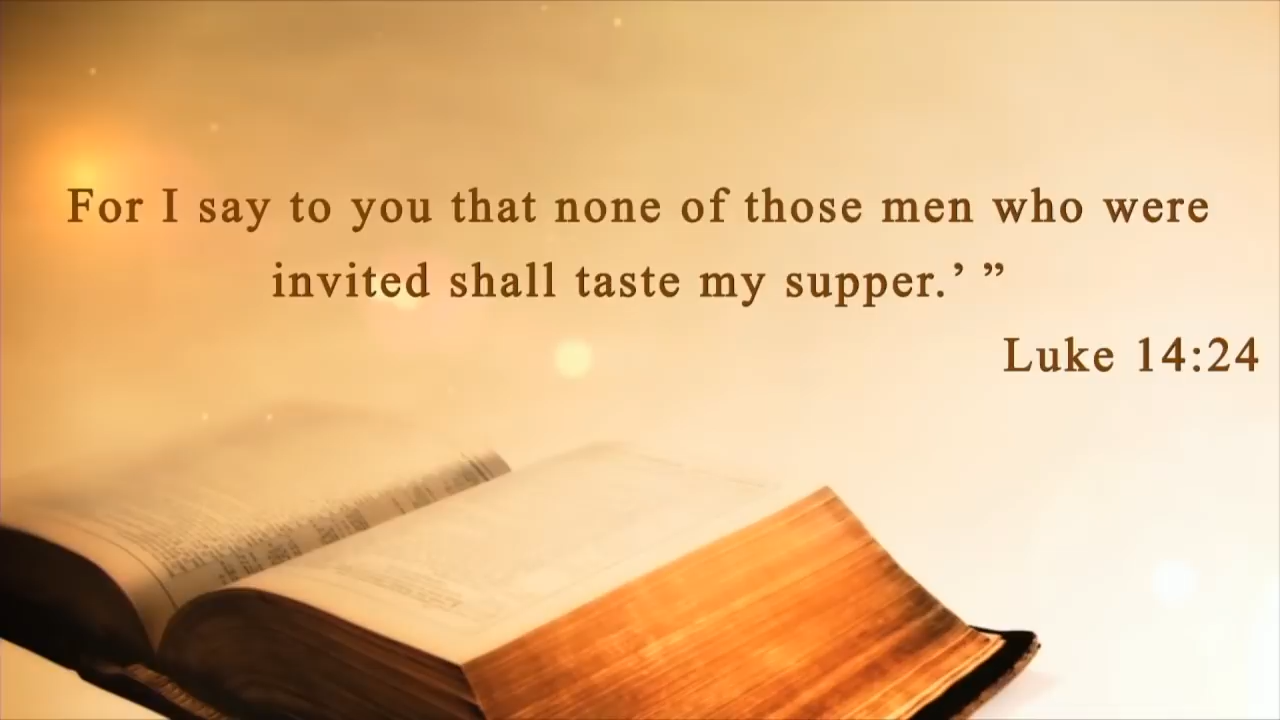 For I say to you that none of those men who were
invited shall taste my supper.’ ”
Luke 14:24